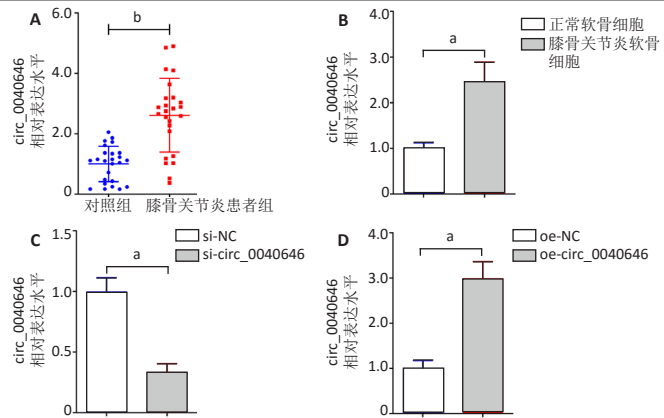 A
b
circ_0040646
相对表达水平
6.0
4.0
2.0
0
对照组
膝骨关节炎患者组
B
正常软骨细胞
膝骨关节炎软骨
细胞
a
circ_0040646
相对表达水平
4.0
3.0
2.0
1.0
0
C
si-NC
si-circ_0040646
a
circ_0040646
相对表达水平
1.5
1.0
0.5
0
D
oe-NC
oe-circ_0040646
a
circ_0040646
相对表达水平
4.0
3.0
2.0
1.0
0